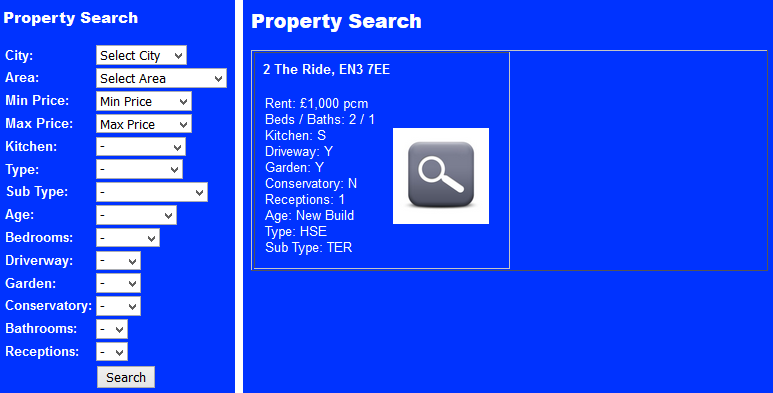 Property Search
City: Select City
Area: Select Area
Min Price: Min Price
Max Price: Max Price
Kitchen: -
Type: -
Sub Type: -
Age: -
Bedrooms: -
Driverway: -
Garden: -
Conservatory: -
Bathrooms: -
Receptions: -
Search
Property Search
2 The Ride, EN3 7EE
Rent: £1,000 pcm
Beds / Baths: 2 / 1
Kitchen: S
Driveway: Y
Garden: Y
Conservatory: N
Receptions: 1
Age: New Build
Type: HSE
Sub Type: TER